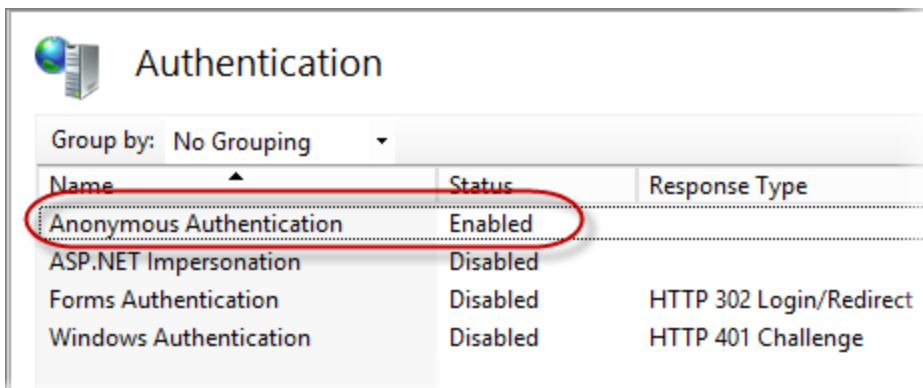 Authentication
Group by: No Grouping
Name Status Response Type
Anonymous Authentication Enabled
ASP.NET Impersonation Disabled
Forms Authentication Disabled HTTP 302 Login/Redirect
Windows Authentication Disabled HTTP 401 Challenge